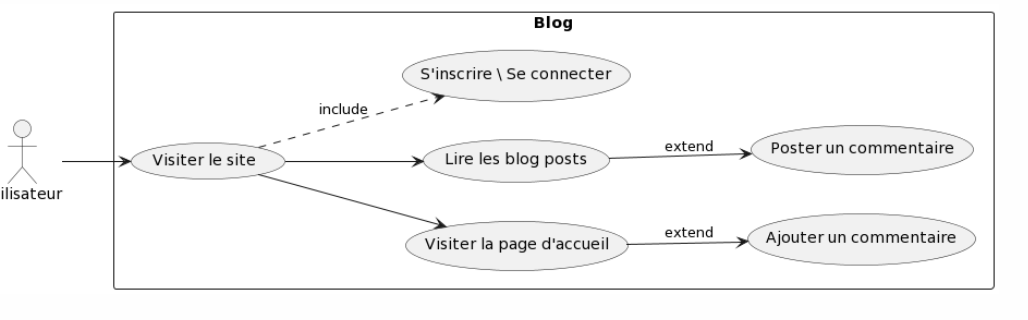 Blog
S'inscrire \ Se connecter
include
Visiter le site
Lire les blog posts
extend
Poster un commentaire
ilisateur
Visiter la page d'accueil
extend
Ajouter un commentaire